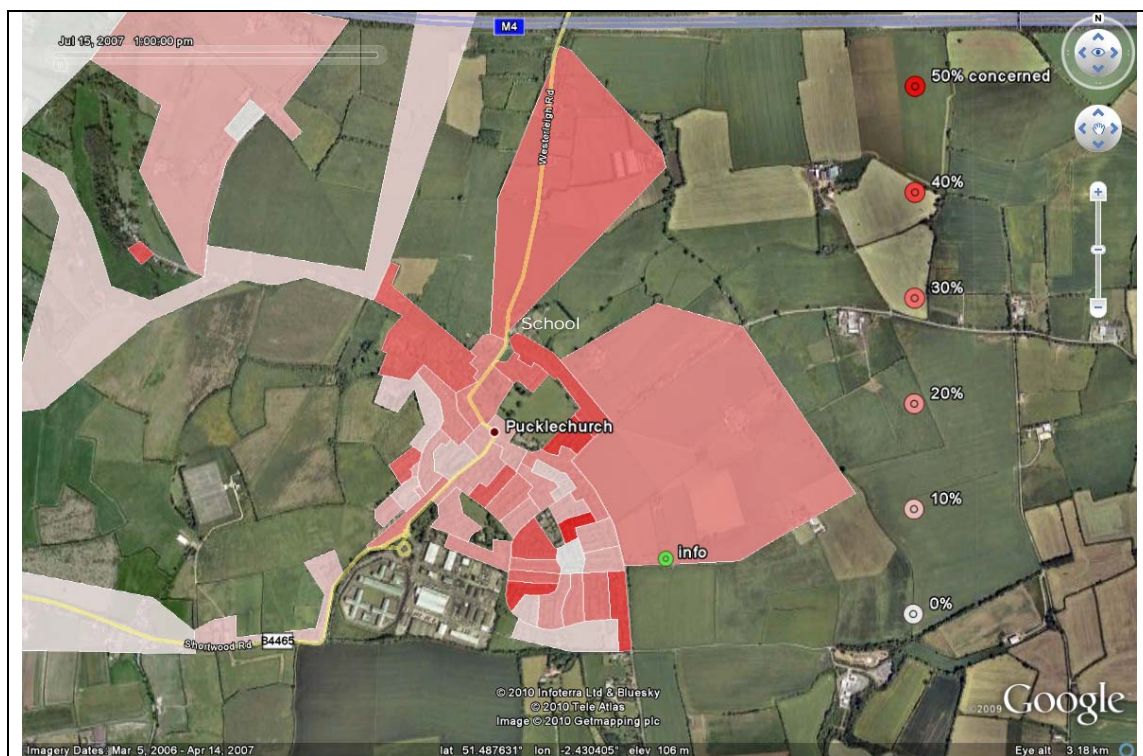 M4
Jul 15, 2007 1:00:00 pm
N
50% concerned
Westerleigh Rd
40%
30%
School
20%
Pucklechurch
10%
info
0%
Shortwood Rd
B4465
© 2010 Infoterra Ltd & Bluesky
© 2010 Tele Atlas
Image © 2010 Getmapping plc
©2009 Google
Imagery Dates: Mar 5, 2006 - Apr 14, 2007
lat 51.487631° lon -2.430405° elev 106 m
Eye alt 3.18 km